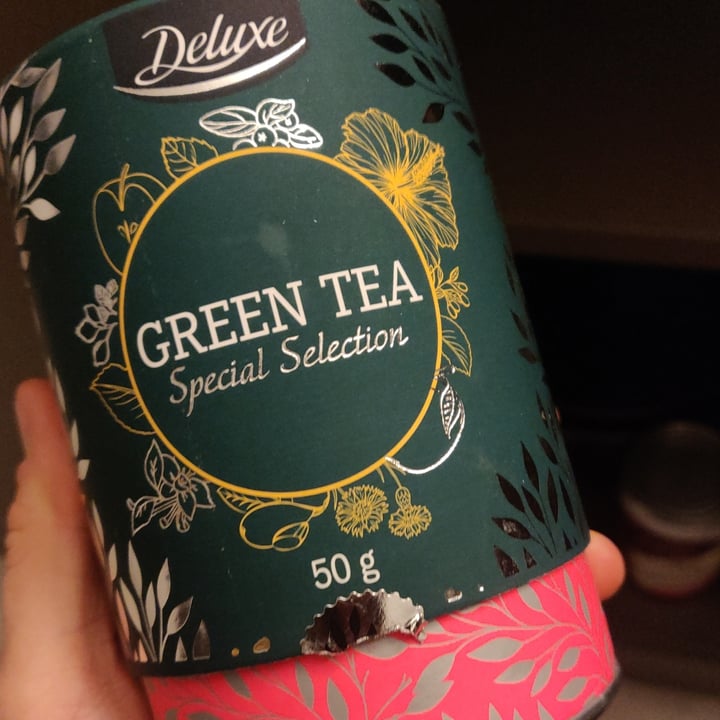 Deluxe
GREEN TEA
Special Selection
50 g